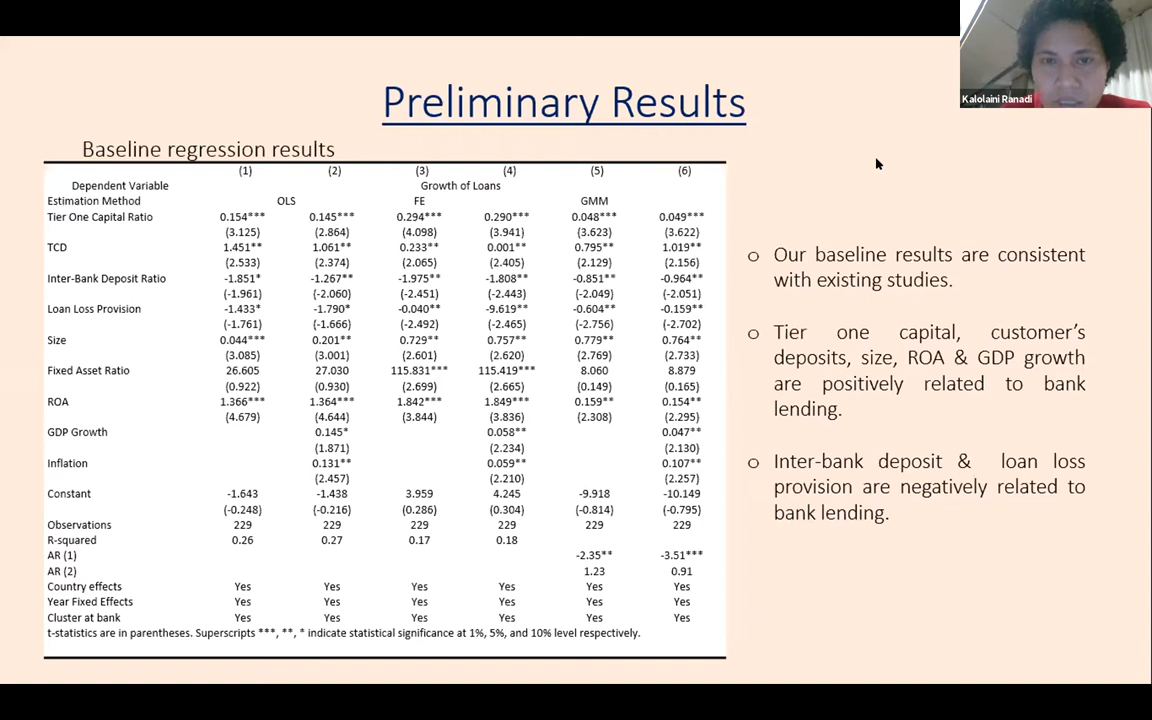 Preliminary Results
Kalolaini Ranadi
Baseline regression results
(1) (2) (3) (4) (5) (6)
Dependent Variable Growth of Loans
Estimation Method OLS FE GMM
Tier One Capital Ratio 0.154*** 0.145*** 0.294*** 0.290*** 0.048*** 0.049***
(3.125) (2.864) (4.098) (3.941) (3.623) (3.622)
TCD 1.451** 1.061** 0.233** 0.001** 0.795** 1.019**
(2.533) (2.374) (2.065) (2.405) (2.129) (2.156)
Inter-Bank Deposit Ratio -1.851* -1.267** -1.975** -1.808** -0.851** -0.964**
(-1.961) (-2.060) (-2.451) (-2.443) (-2.049) (-2.051)
Loan Loss Provision -1.433* -1.790* -0.040** -9.619** -0.604** -0.159**
(-1.761) (-1.666) (-2.492) (-2.465) (-2.756) (-2.702)
Size 0.044*** 0.201** 0.729** 0.757** 0.779** 0.764**
(3.085) (3.001) (2.601) (2.620) (2.769) (2.733)
Fixed Asset Ratio 26.605 27.030 115.831*** 115.419*** 8.060 8.879
(0.922) (0.930) (2.699) (2.665) (0.149) (0.165)
ROA 1.366*** 1.364*** 1.842*** 1.849*** 0.159** 0.154**
(4.679) (4.644) (3.844) (3.836) (2.308) (2.295)
GDP Growth 0.145* 0.058** 0.047**
(1.871) (2.234) (2.130)
Inflation 0.131** 0.059** 0.107**
(2.457) (2.210) (2.257)
Constant -1.643 -1.438 3.959 4.245 -9.918 -10.149
(-0.248) (-0.216) (0.286) (0.304) (-0.814) (-0.795)
Observations 229 229 229 229 229 229
R-squared 0.26 0.27 0.17 0.18
AR (1) -2.35** -3.51***
AR (2) 1.23 0.91
Country effects Yes Yes Yes Yes Yes Yes
Year Fixed Effects Yes Yes Yes Yes Yes Yes
Cluster at bank Yes Yes Yes Yes Yes Yes
t-statistics are in parentheses. Superscripts ***, **, * indicate statistical significance at 1%, 5%, and 10% level respectively.
o Our baseline results are consistent
with existing studies.
o Tier one capital, customer's
deposits, size, ROA & GDP growth
are positively related to bank
lending.
o Inter-bank deposit & loan loss
provision are negatively related to
bank lending.